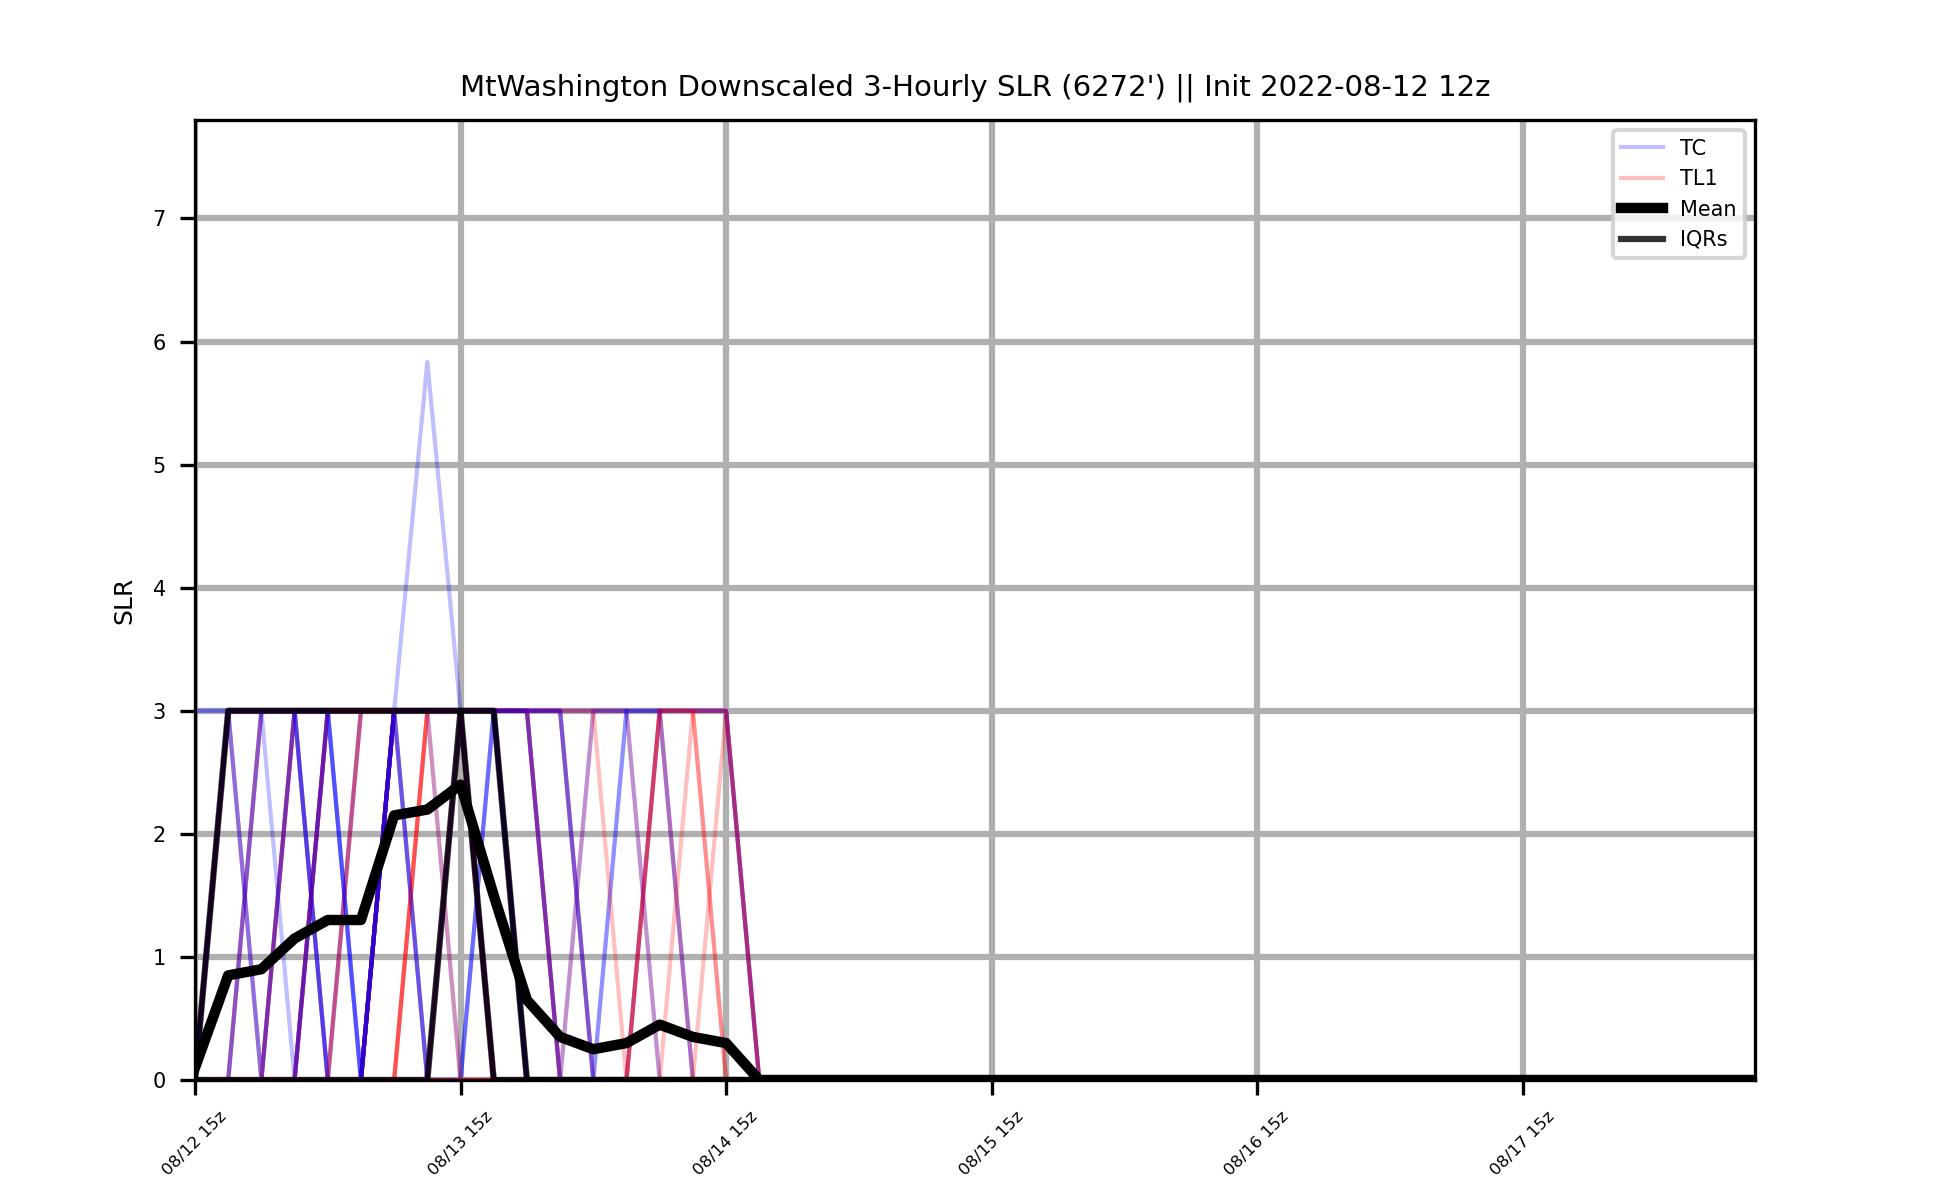 MtWashington Downscaled 3-Hourly SLR (6272') || Init 2022-08-12 12z
TC
TL1
Mean
IQRs
7
6
5
4
3
2
1
0
SLR
08/12 15z
08/13 15z
08/14 15z
08/15 15z
08/16 15z
08/17 15z